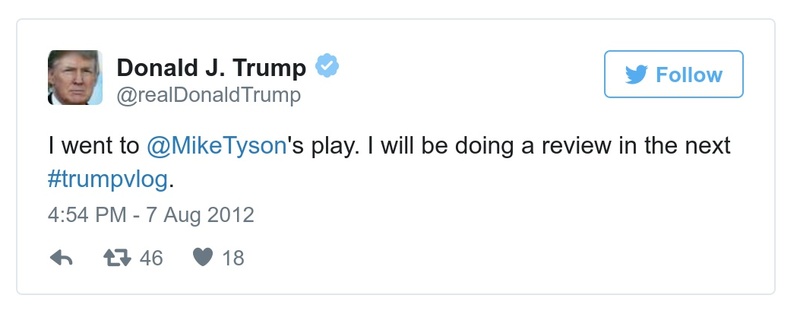 Donald J. Trump
@realDonaldTrump
Follow
I went to @MikeTyson's play. I will be doing a review in the next
#trumpvlog.
4:54 PM - 7 Aug 2012
46 18